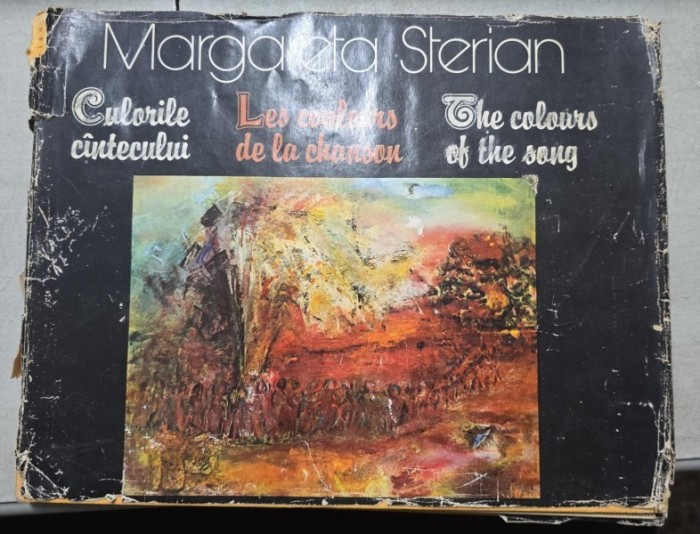 Margareta Sterian
Culorile
cîntecului
Les couleurs
de la chanson
The colours
of the song